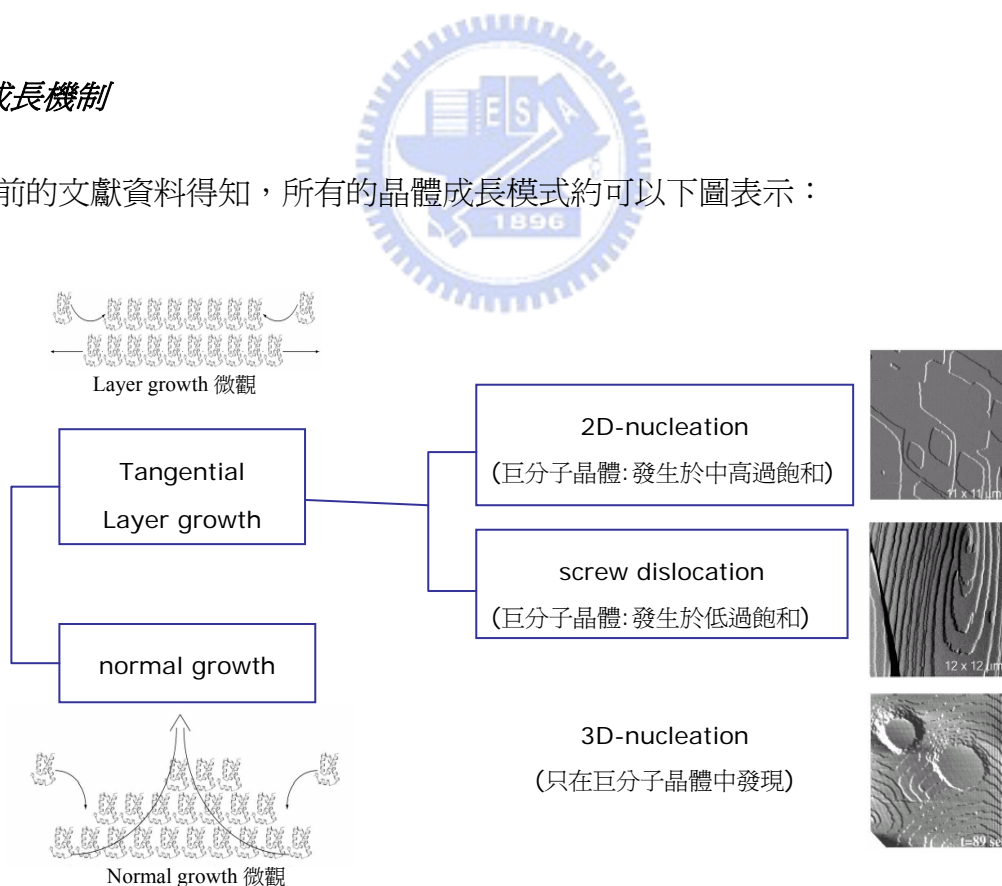 成長機制
前的文獻資料得知，所有的晶體成長模式約可以下圖表示：
ESA
1896
Layer growth 微觀
Tangential
Layer growth
normal growth
Normal growth 微觀
2D-nucleation
(巨分子晶體:發生於中高過飽和)
screw dislocation
(巨分子晶體:發生於低過飽和)
3D-nucleation
(只在巨分子晶體中發現)
11 x 11 μm
12 x 12 μm
t=89 sec